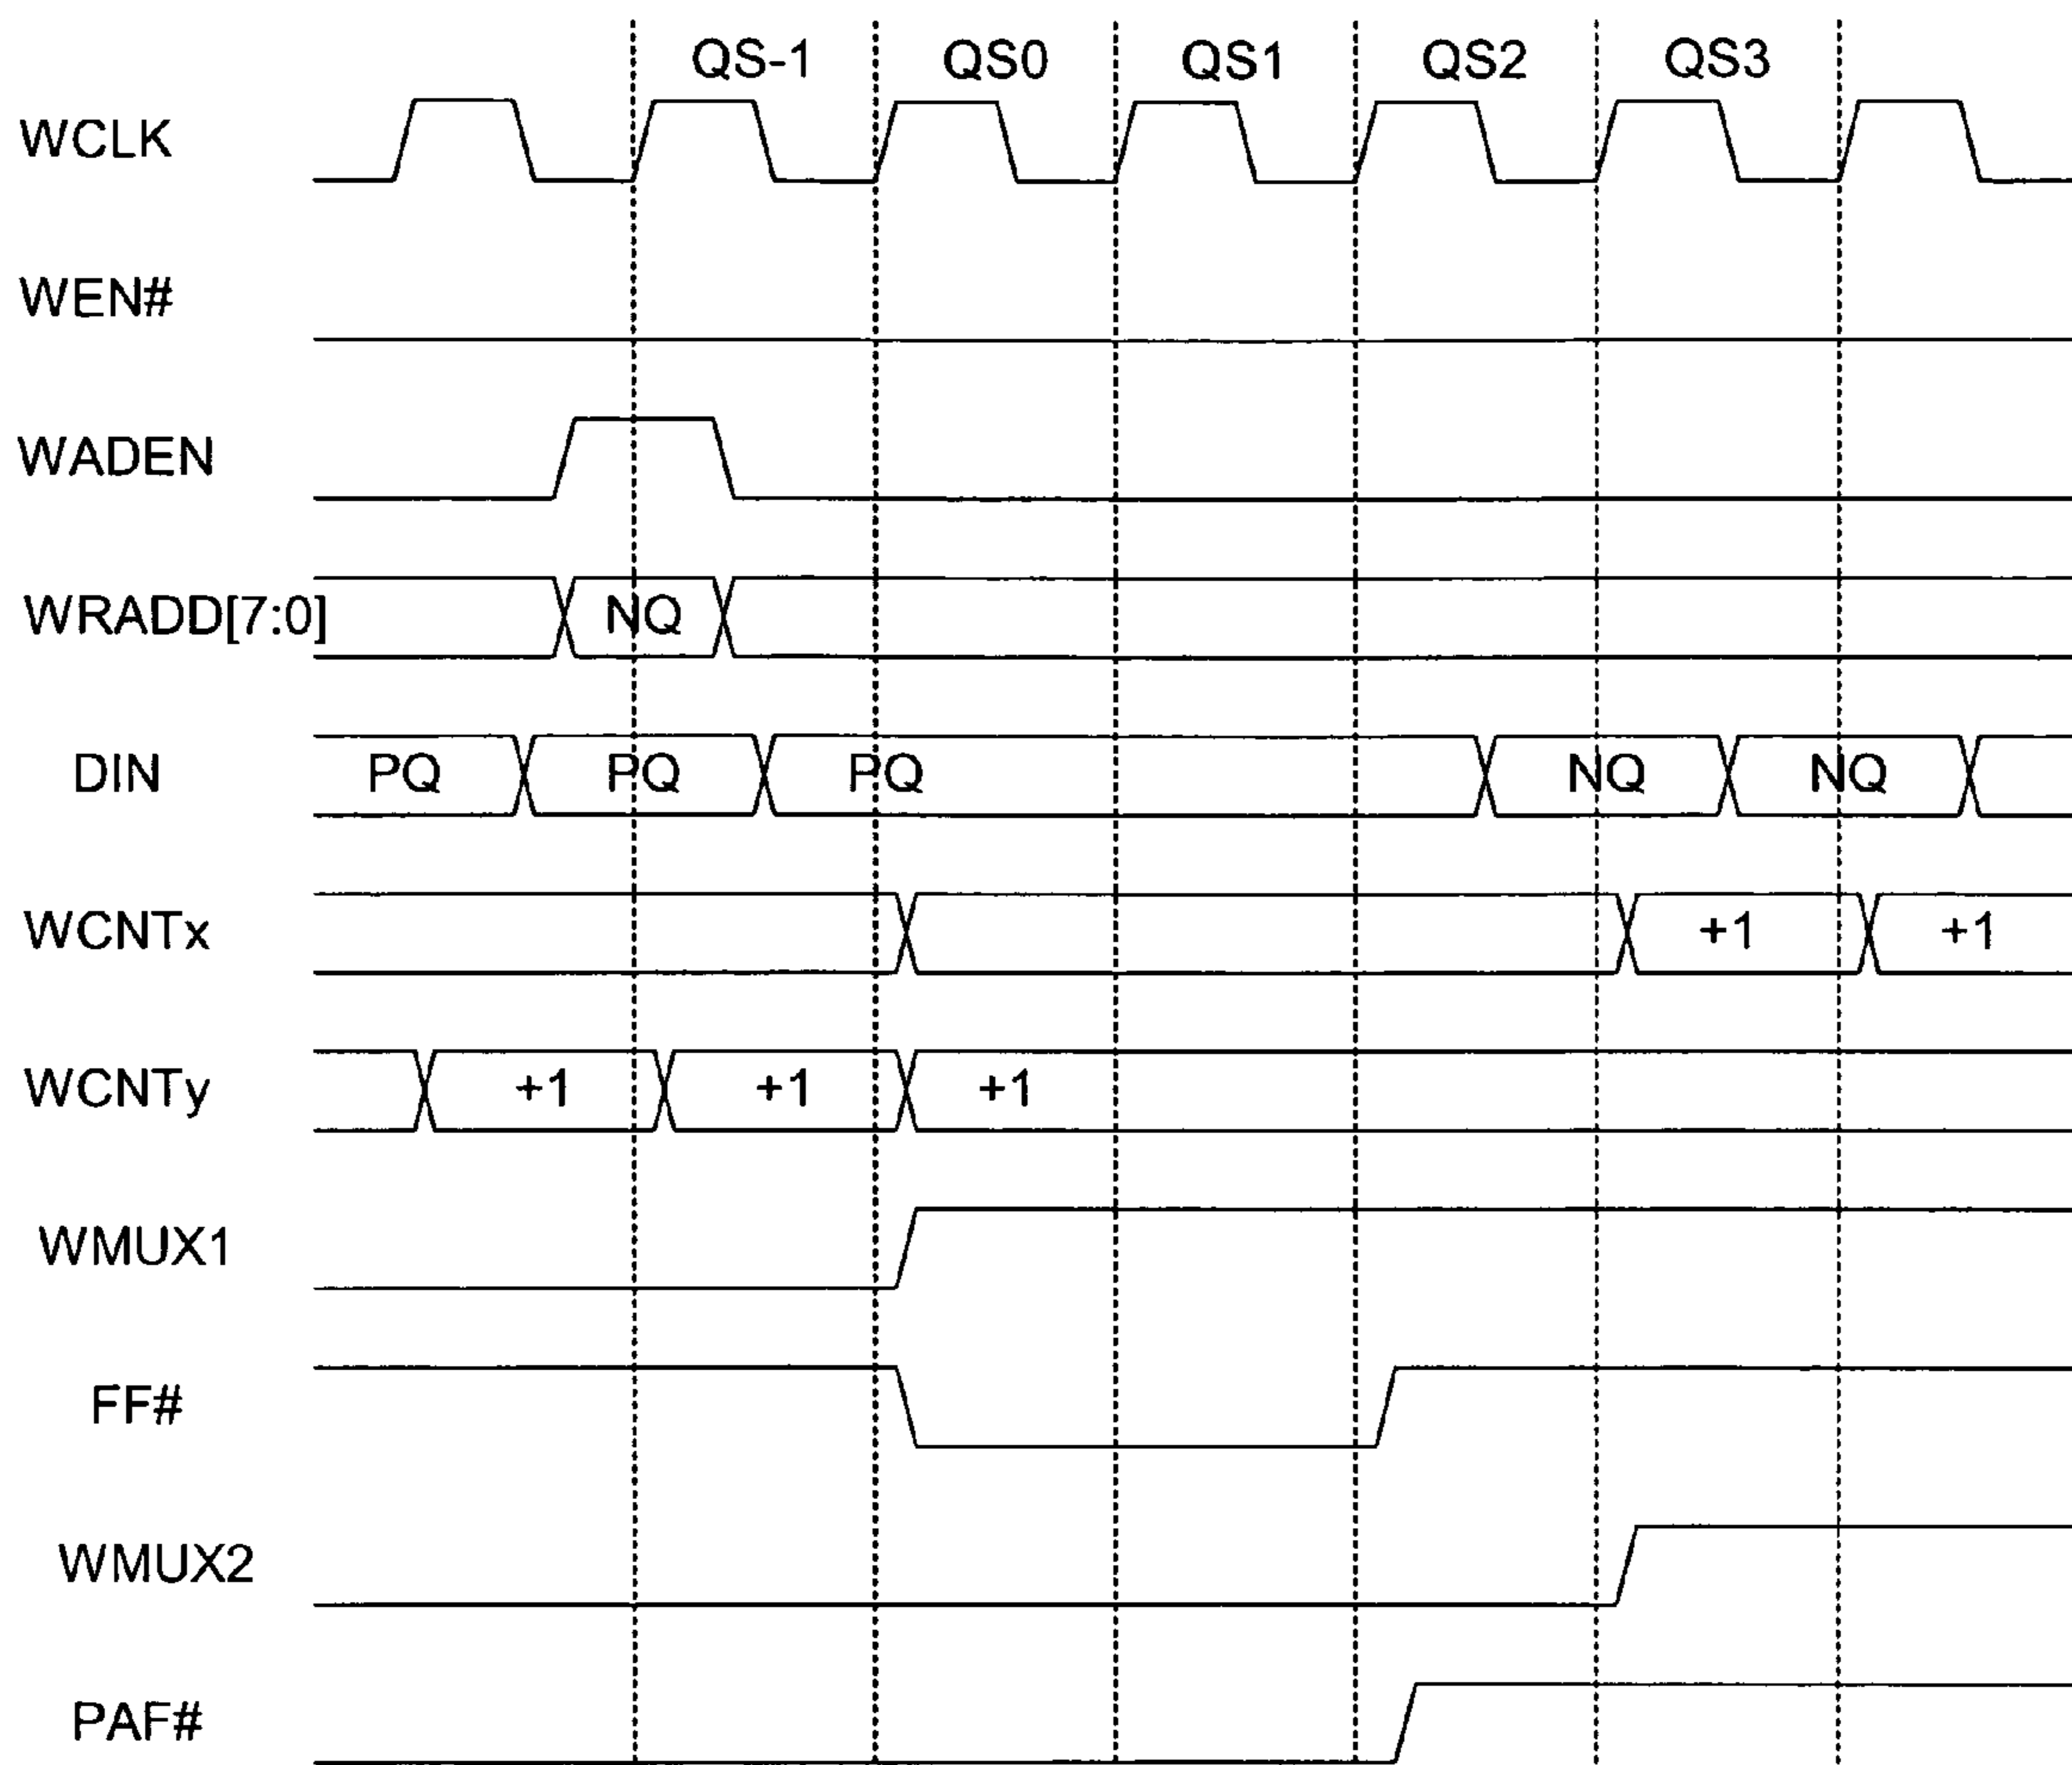 QS-1 QS0 QS1 QS2 QS3
WCLK
WEN#
WADEN
WRADD[7:0] NQ
DIN PQ PQ PQ NQ NQ
WCNTx +1 +1
WCNTy +1 +1 +1
WMUX1
FF#
WMUX2
PAF#